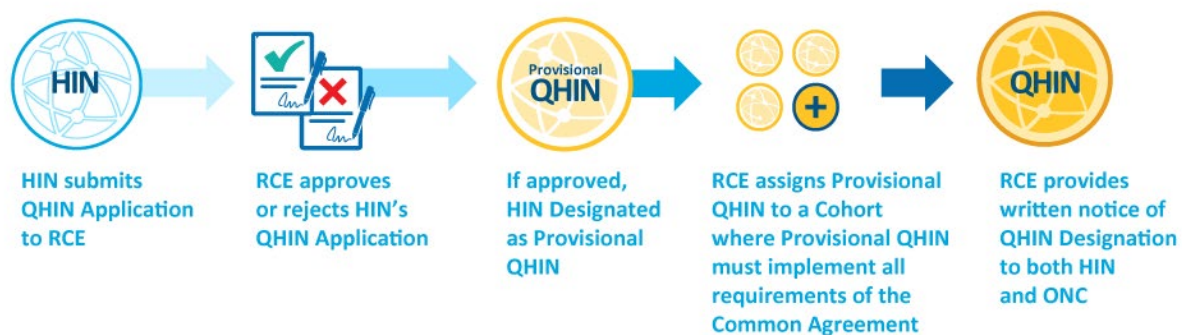 HIN
Provisional
QHIN
QHIN
HIN submits
QHIN Application
to RCE
RCE approves
or rejects HIN's
QHIN Application
If approved,
HIN Designated
as Provisional
QHIN
RCE assigns Provisional
QHIN to a Cohort
where Provisional QHIN
must implement all
requirements of the
Common Agreement
RCE provides
written notice of
QHIN Designation
to both HIN
and ONC